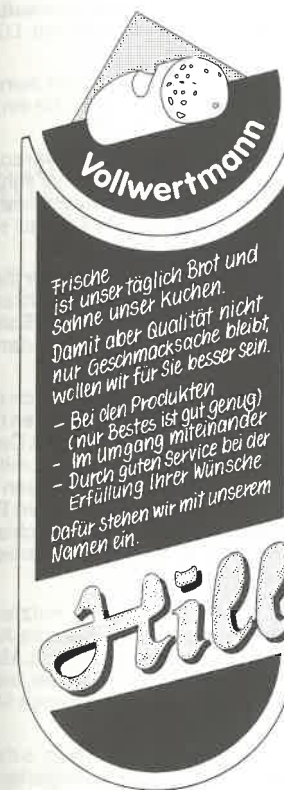 Vollwertmann
Frische
ist unser täglich Brot und
Sahne unser Kuchen.
Damit aber Qualität nicht
nur Geschmacksache bleibt,
wollen wir für Sie besser sein.
- Bei den Produkten
(nur Bestes ist gut genug)
- Im Umgang miteinander
- Durch guten Service bei der
Erfüllung Ihrer Wünsche
Dafür stehen wir mit unserem
Namen ein.
Hill